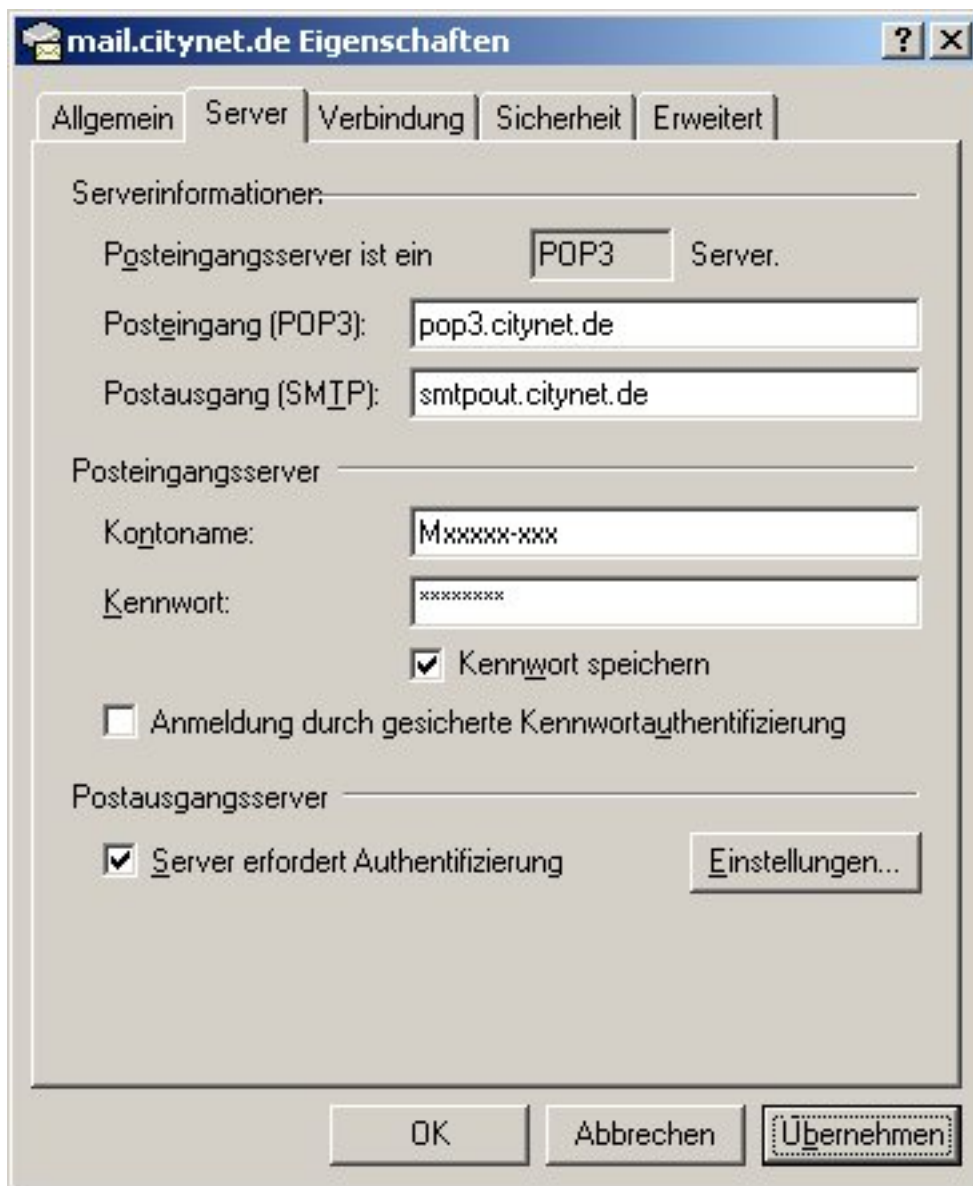 mail.citynet.de Eigenschaften
Allgemein Server Verbindung Sicherheit Erweitert
Serverinformationen
Posteingangsserver ist ein POP3 Server.
Posteingang (POP3): pop3.citynet.de
Postausgang (SMTP): smtpout.citynet.de
Posteingangsserver
Kontoname: Mxxxxx-xxx
Kennwort: ********
Kennwort speichern
Anmeldung durch gesicherte Kennwortauthentifizierung
Postausgangsserver
Server erfordert Authentifizierung Einstellungen...
OK Abbrechen Übernehmen